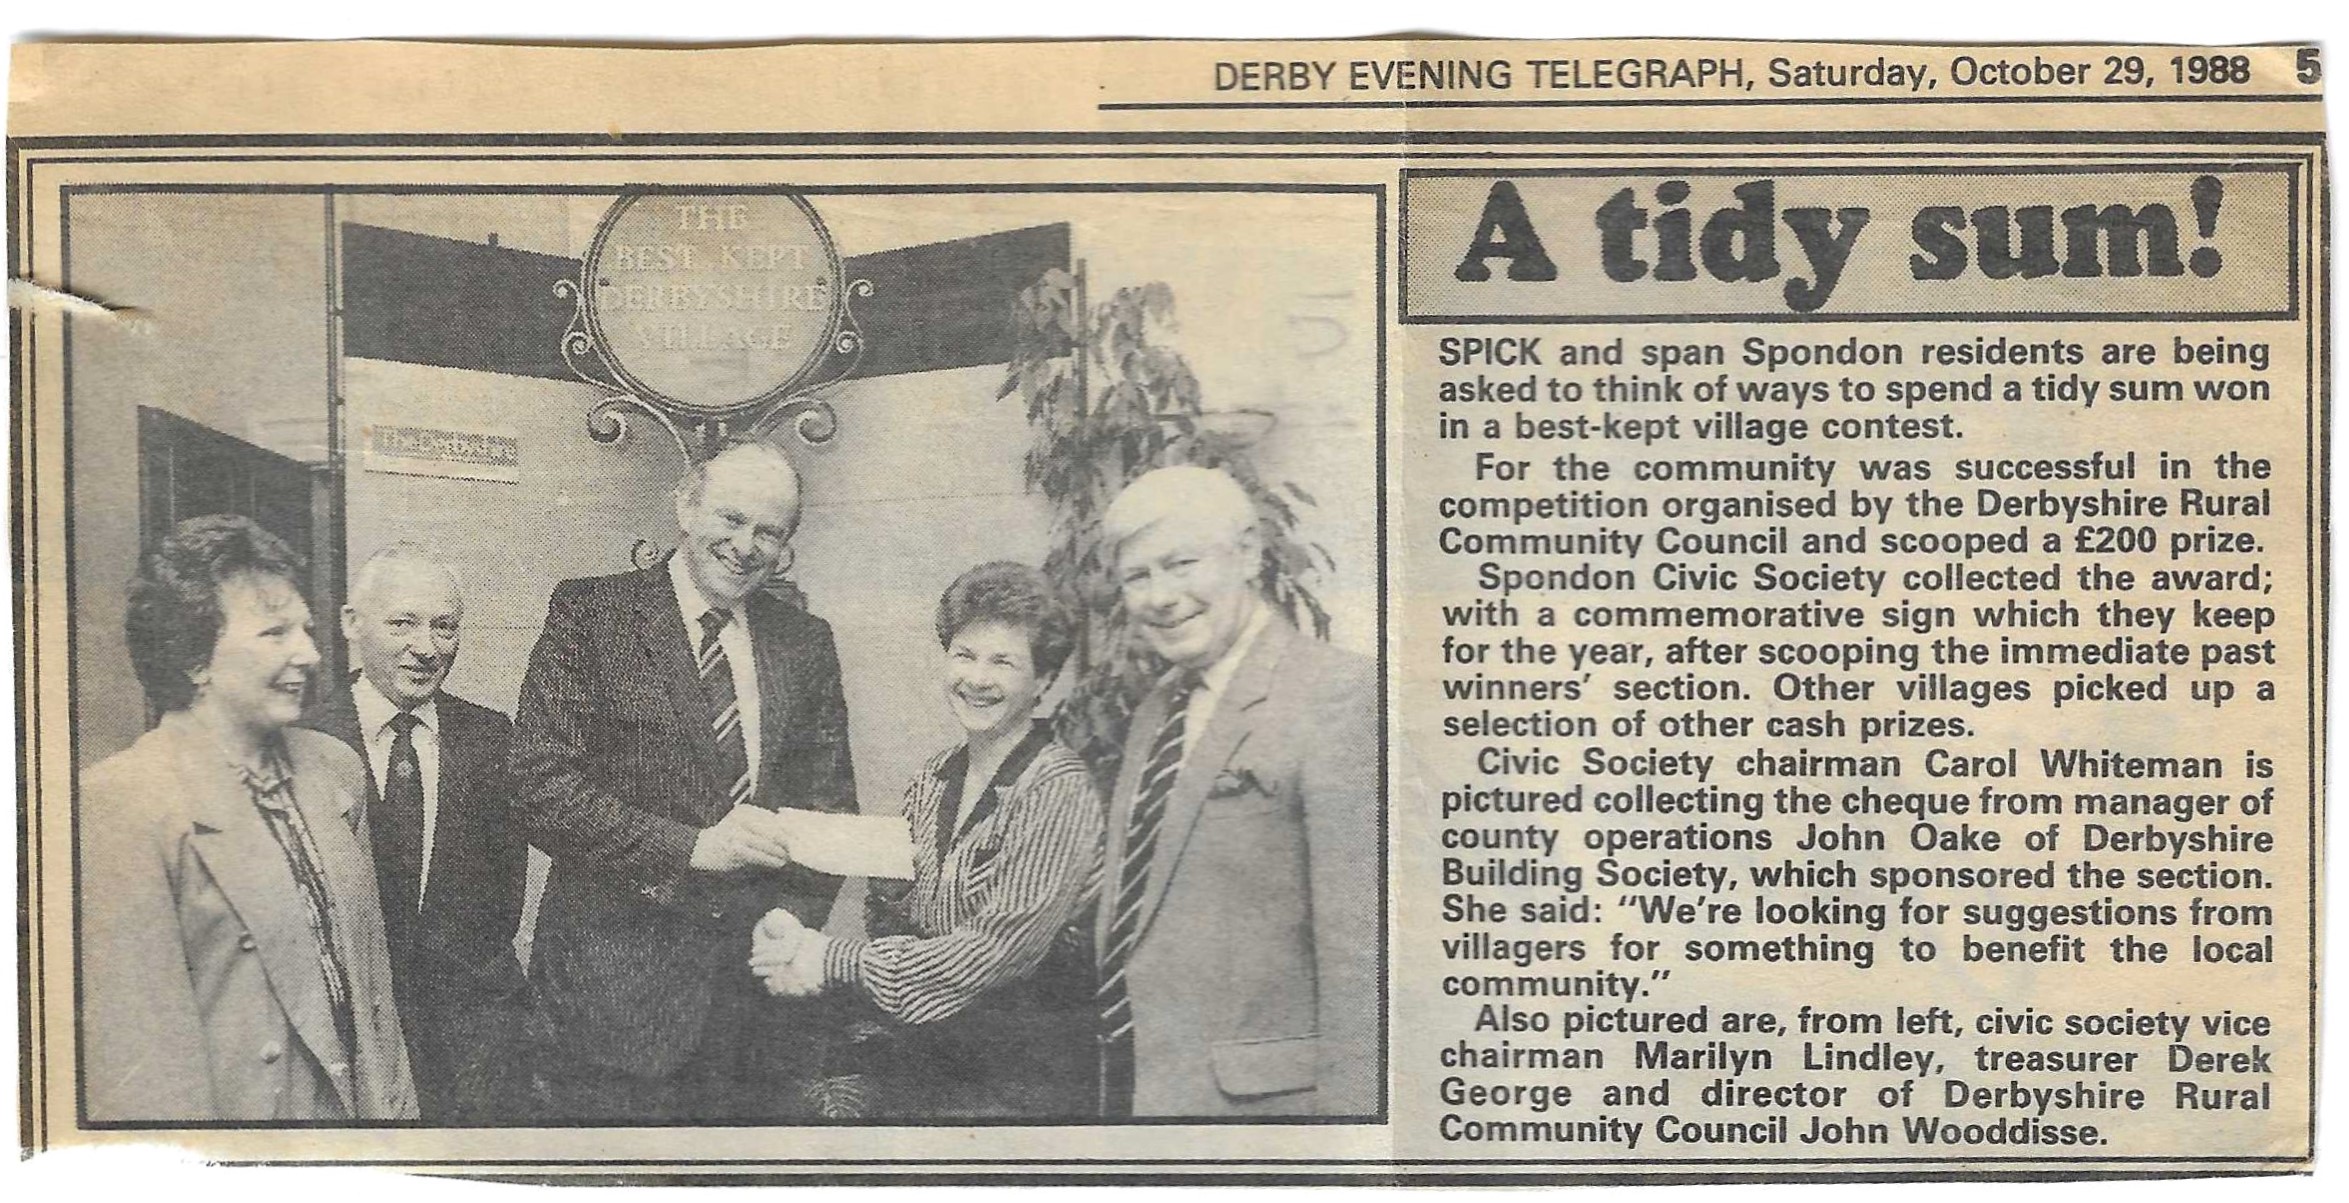 DERBY EVENING TELEGRAPH, Saturday, October 29, 1988 5
THE
BEST KEPT
DERBYSHIRE
VILLAGE
The Derbyshire
A tidy sum!
SPICK and span Spondon residents are being
asked to think of ways to spend a tidy sum won
in a best-kept village contest.
For the community was successful in the
competition organised by the Derbyshire Rural
Community Council and scooped a £200 prize.
Spondon Civic Society collected the award;
with a commemorative sign which they keep
for the year, after scooping the immediate past
winners' section. Other villages picked up a
selection of other cash prizes.
Civic Society chairman Carol Whiteman is
pictured collecting the cheque from manager of
county operations John Oake of Derbyshire
Building Society, which sponsored the section.
She said: "We're looking for suggestions from
villagers for something to benefit the local
community."
Also pictured are, from left, civic society vice
chairman Marilyn Lindley, treasurer Derek
George and director of Derbyshire Rural
Community Council John Wooddisse.